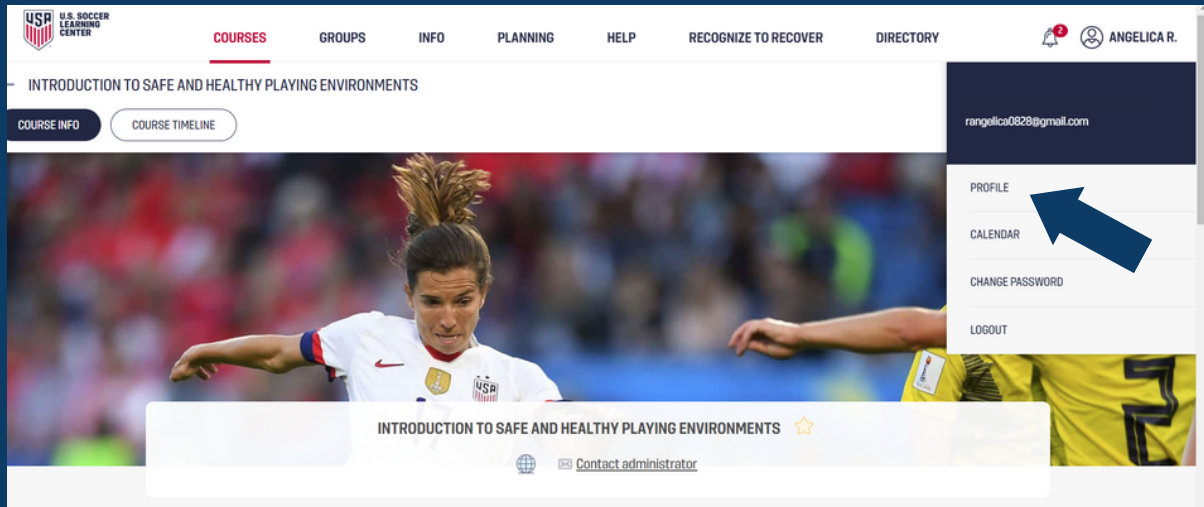 USA
U.S. SOCCER
LEARNING
CENTER
COURSES GROUPS INFO PLANNING HELP RECOGNIZE TO RECOVER DIRECTORY 2 ANGELICA R.
INTRODUCTION TO SAFE AND HEALTHY PLAYING ENVIRONMENTS
COURSE INFO COURSE TIMELINE
rangelica0828@gmail.com
PROFILE
CALENDAR
CHANGE PASSWORD
LOGOUT
USA
17
INTRODUCTION TO SAFE AND HEALTHY PLAYING ENVIRONMENTS
Contact administrator